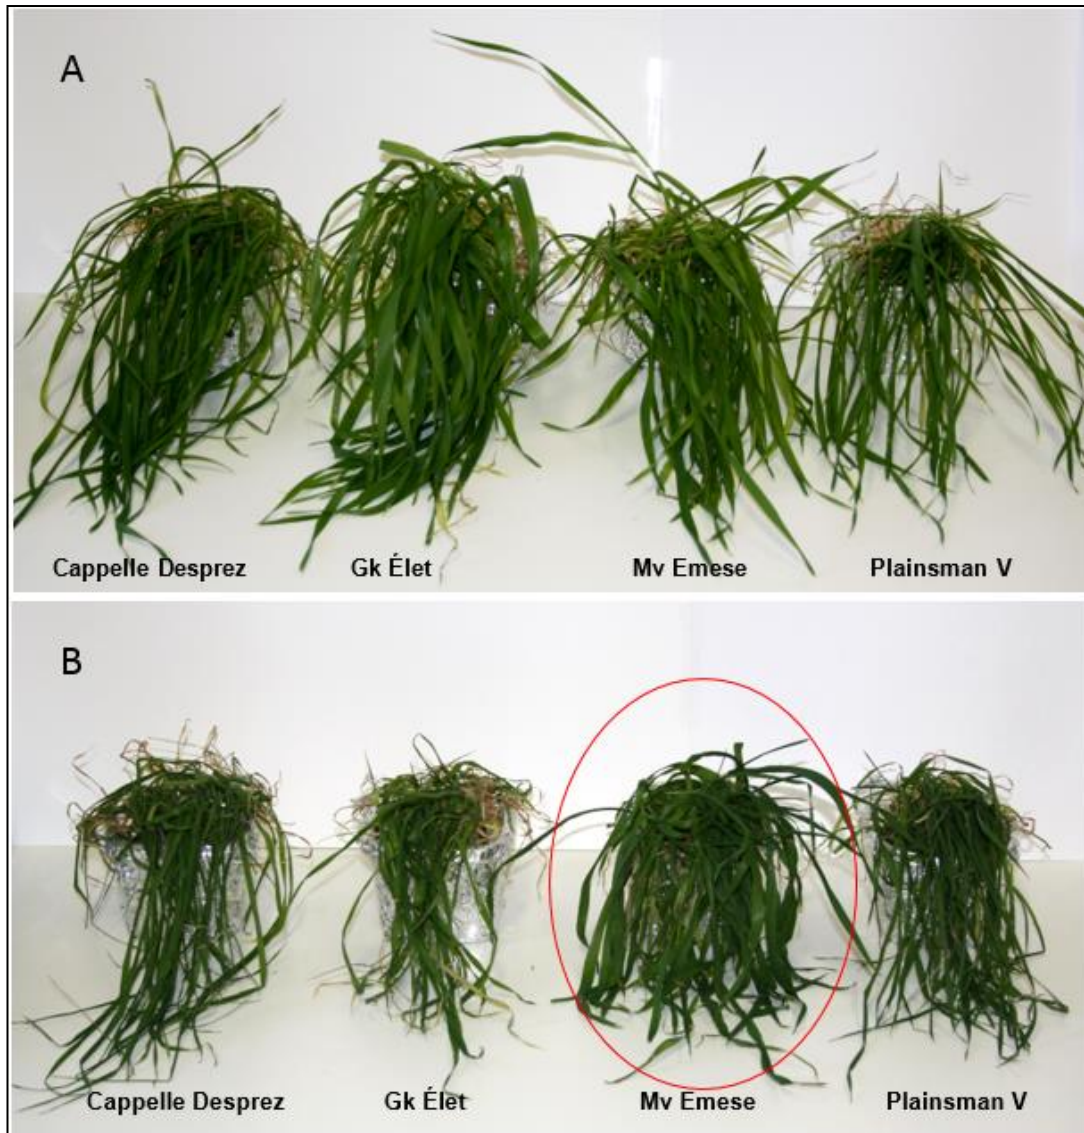 A
Cappelle Desprez
Gk Élet
Mv Emese
Plainsman V
B
Cappelle Desprez
Gk Élet
Mv Emese
Plainsman V